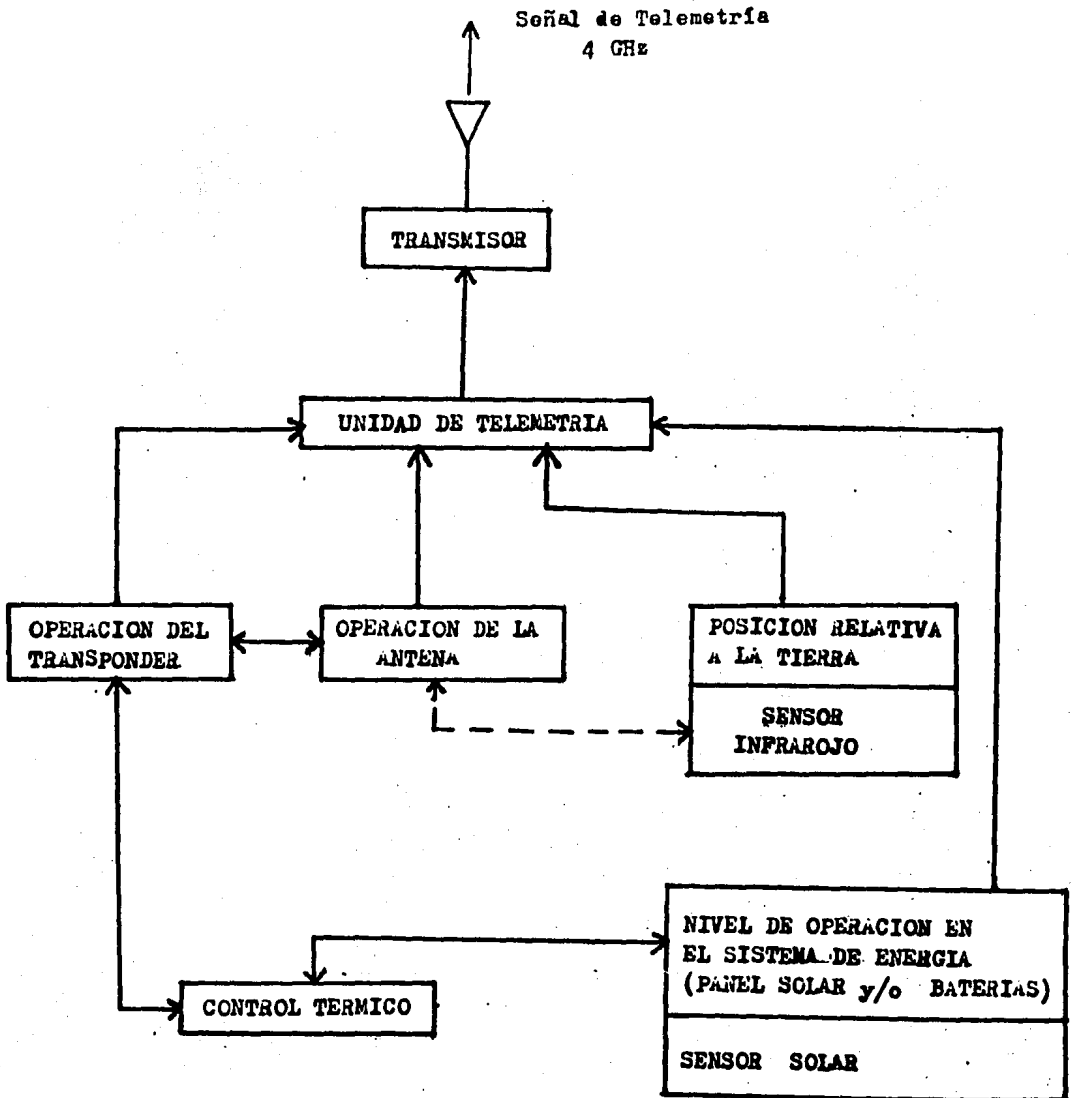 Señal de Telemetría
4 GHz
TRANSMISOR
UNIDAD DE TELEMETRIA
OPERACION DEL
TRANSPONDER
OPERACION DE LA
ANTENA
POSICION RELATIVA
A LA TIERRA
SENSOR
INFRAROJO
NIVEL DE OPERACION EN
EL SISTEMA DE ENERGIA
(PANEL SOLAR y/o BATERIAS)
CONTROL TERMICO
SENSOR SOLAR